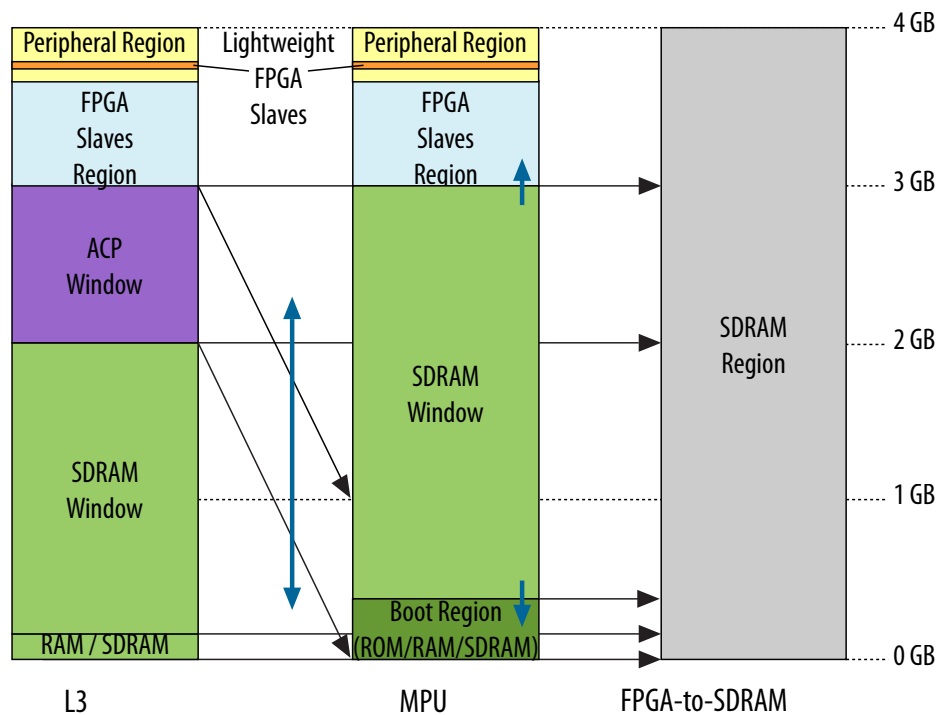 4 GB
Peripheral Region
Lightweight
FPGA
Slaves
Peripheral Region
FPGA
Slaves
Region
FPGA
Slaves
Region
3 GB
ACP
Window
SDRAM
Region
2 GB
SDRAM
Window
SDRAM
Window
1 GB
Boot Region
(ROM/RAM/SDRAM)
RAM / SDRAM
0 GB
L3
MPU
FPGA-to-SDRAM